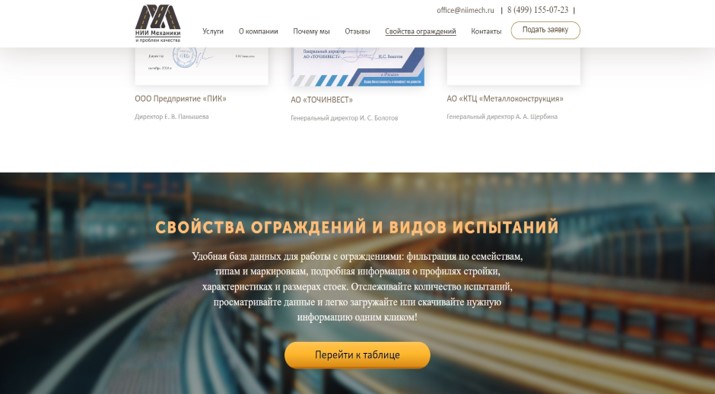 office@niimech.ru | 8 (499) 155-07-23 |
НИИ Механики
и проблем качества
Услуги О компании Почему мы Отзывы Свойства ограждений Контакты Подать заявку
ООО Предприятие «ПИК» АО «ТОЧИНВЕСТ» АО «КТЦ «Металлоконструкция»
Директор Е. В. Панышева Генеральный директор И. С. Болотов Генеральный директор А. А. Щербина
СВОЙСТВА ОГРАЖДЕНИЙ И ВИДОВ ИСПЫТАНИЙ
Удобная база данных для работы с ограждениями: фильтрация по семействам,
типам и маркировкам, подробная информация о профилях стройки,
характеристиках и размерах стоек. Отслеживайте количество испытаний,
просматривайте данные и легко загружайте или скачивайте нужную
информацию одним кликом!
Перейти к таблице